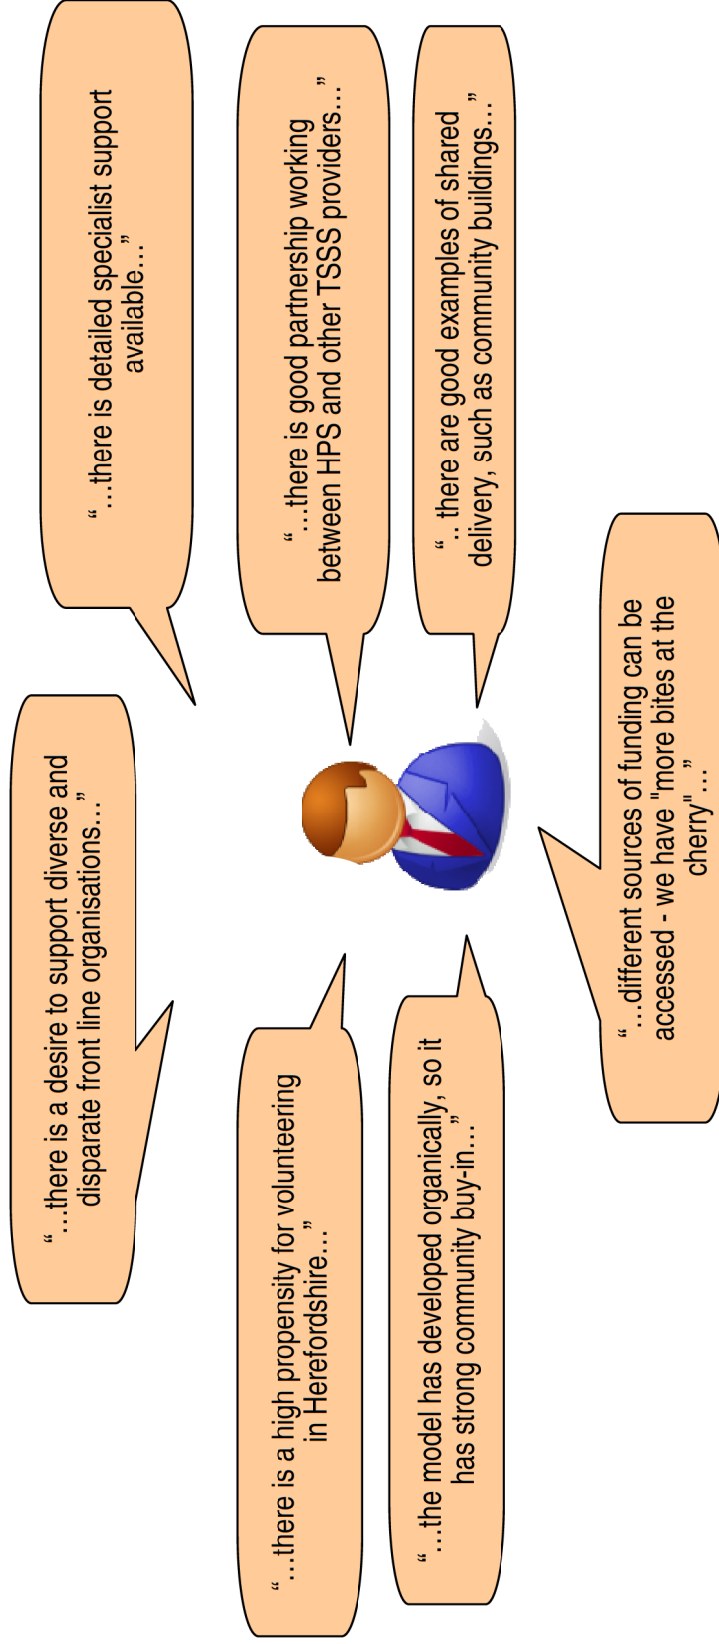 “…there is a desire to support diverse and
disparate front line organisations…”
“…there is detailed specialist support
available…”
“…there is a high propensity for volunteering
in Herefordshire…”
“…there is good partnership working
between HPS and other TSSS providers…”
“…the model has developed organically, so it
has strong community buy-in…”
“.. there are good examples of shared
delivery, such as community buildings…”
“…different sources of funding can be
accessed - we have "more bites at the
cherry"…”